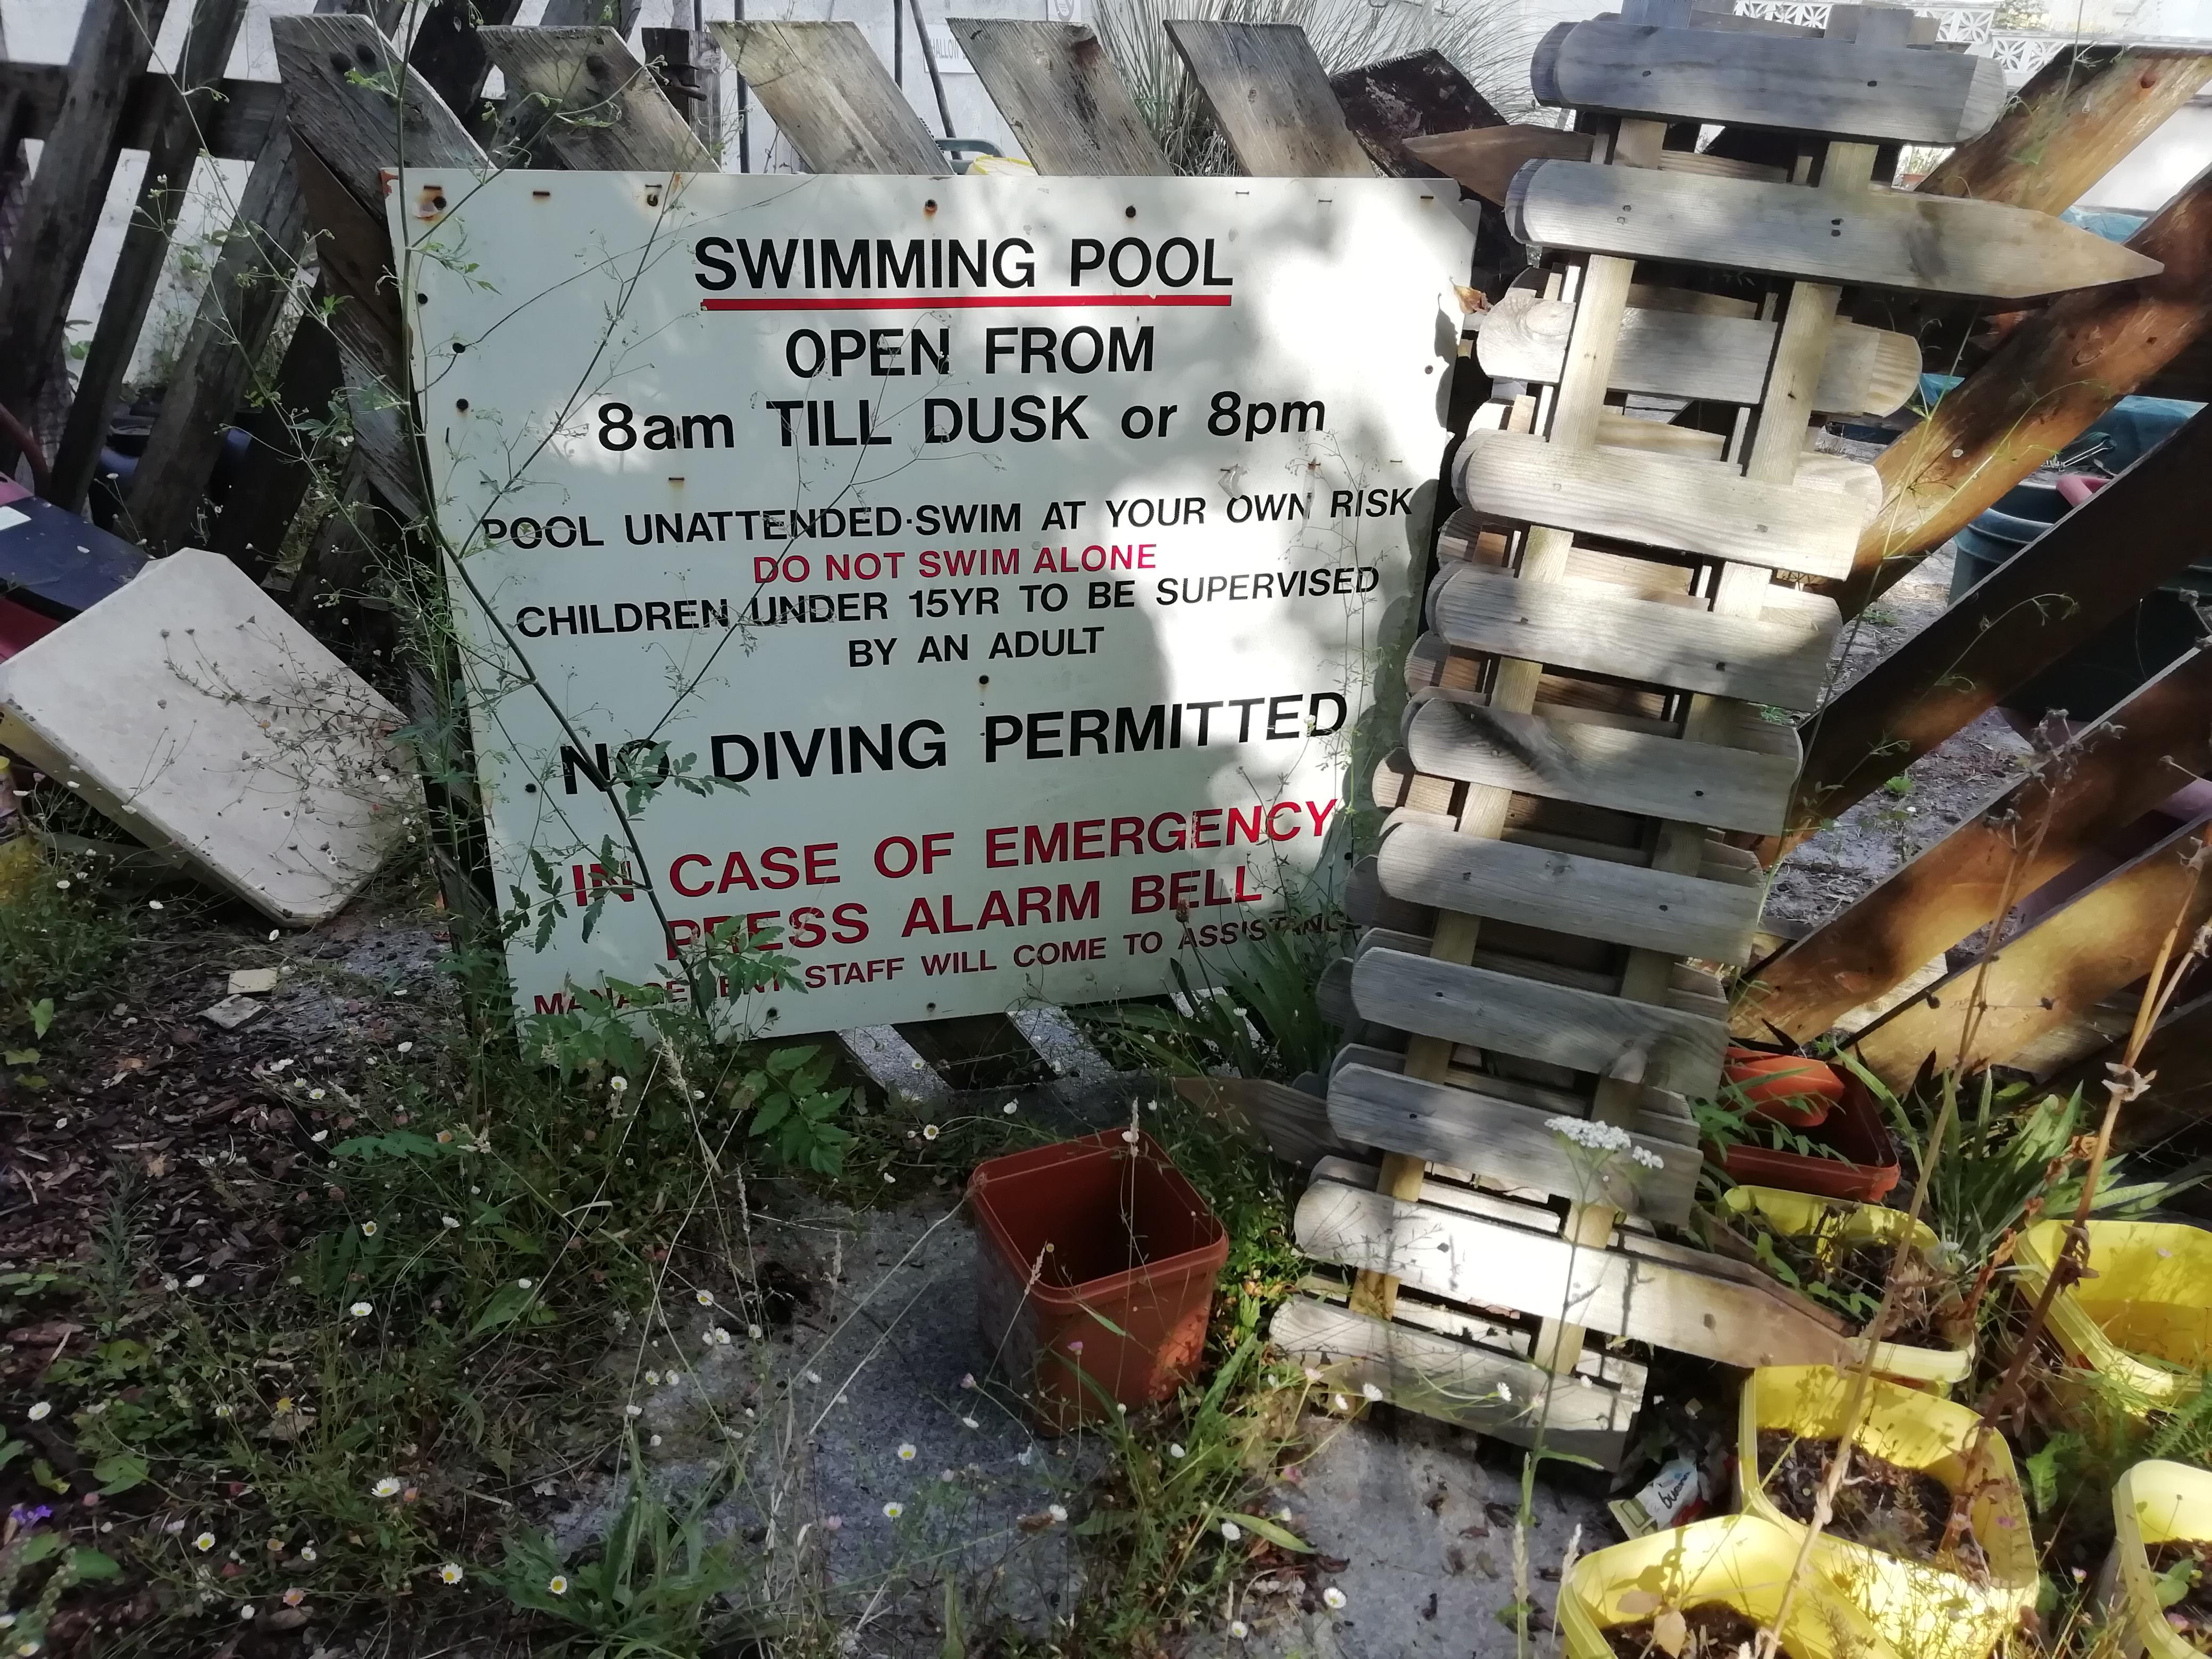 SWIMMING POOL
OPEN FROM
8am TILL DUSK or 8pm
POOL UNATTENDED·SWIM AT YOUR OWN RISK
DO NOT SWIM ALONE
CHILDREN UNDER 15YR TO BE SUPERVISED
BY AN ADULT
NO DIVING PERMITTED
IN CASE OF EMERGENCY
PRESS ALARM BELL
MANAGEMENT STAFF WILL COME TO ASSISTANCE